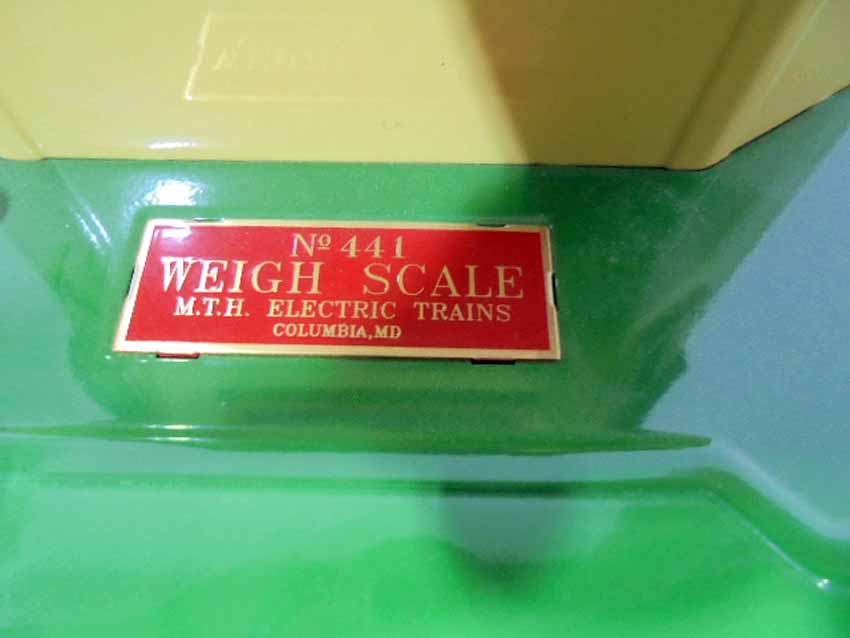 Nº 441
WEIGH SCALE
M.T.H. ELECTRIC TRAINS
COLUMBIA, MD